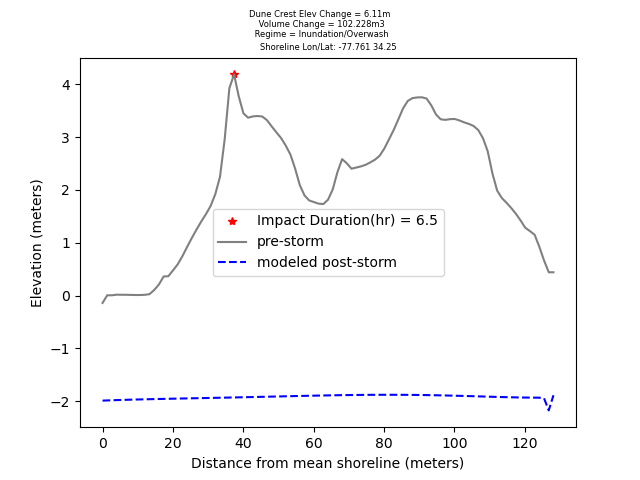 Dune Crest Elev Change = 6.11m
Volume Change = 102.228m3
Regime = Inundation/Overwash
Shoreline Lon/Lat: -77.761 34.25
4
3
2
1
0
−1
−2
Elevation (meters)
Impact Duration(hr) = 6.5
pre-storm
modeled post-storm
0 20 40 60 80 100 120
Distance from mean shoreline (meters)